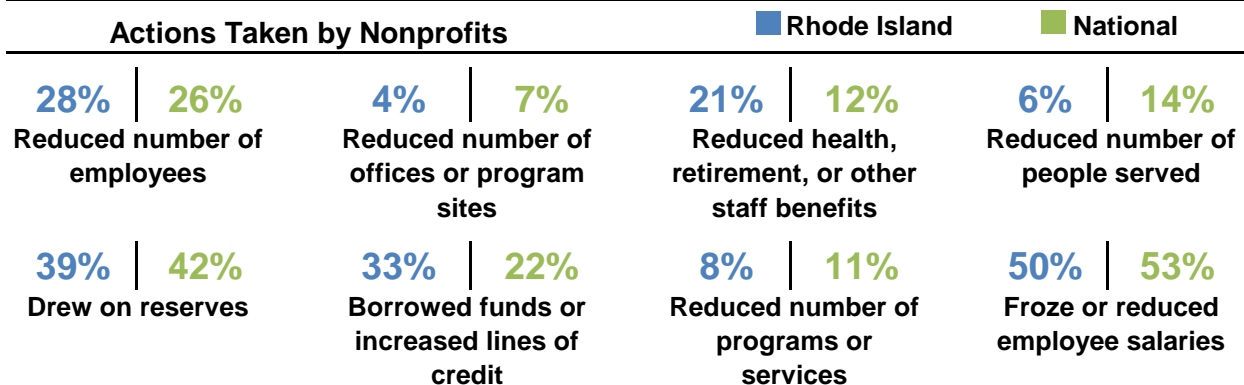 Actions Taken by Nonprofits
Rhode Island
National
28% 26%
Reduced number of
employees
4% 7%
Reduced number of
offices or program
sites
21% 12%
Reduced health,
retirement, or other
staff benefits
6% 14%
Reduced number of
people served
39% 42%
Drew on reserves
33% 22%
Borrowed funds or
increased lines of
credit
8% 11%
Reduced number of
programs or
services
50% 53%
Froze or reduced
employee salaries